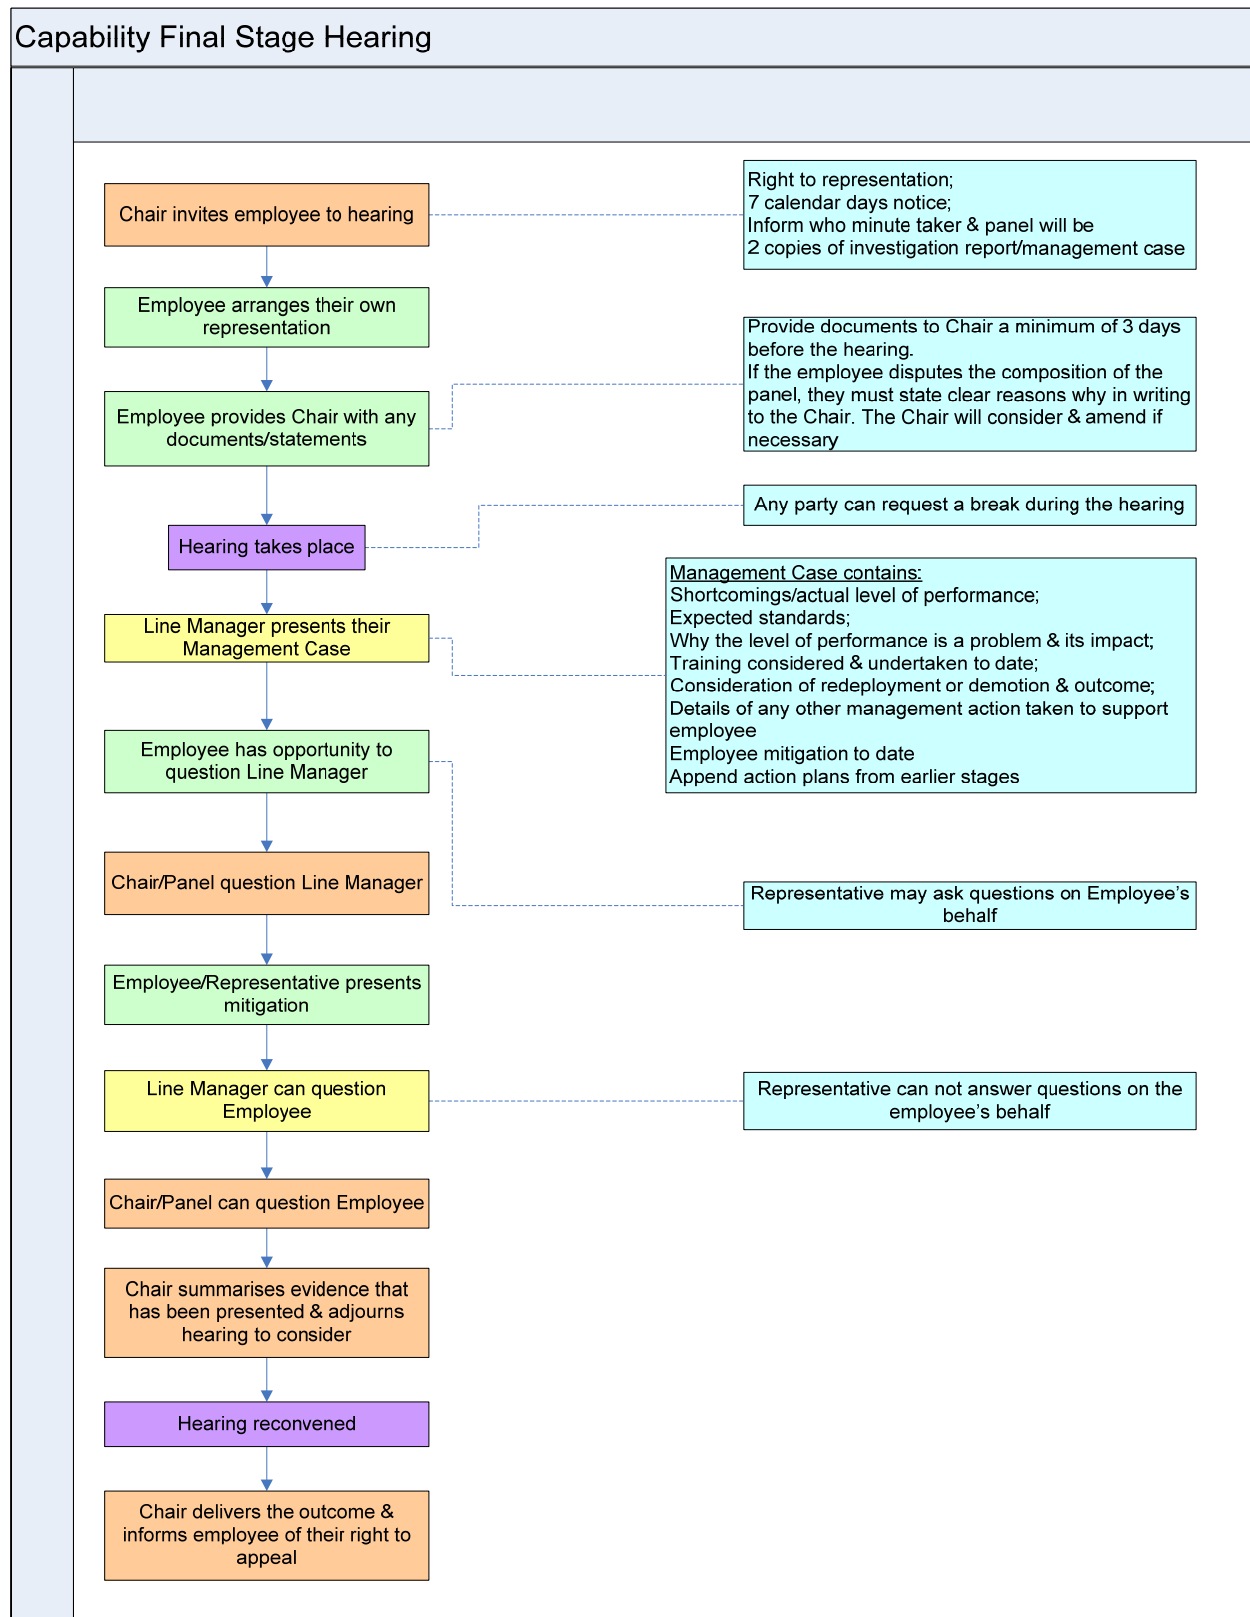 Capability Final Stage Hearing
Chair invites employee to hearing
Right to representation;
7 calendar days notice;
Inform who minute taker & panel will be
2 copies of investigation report/management case
Employee arranges their own
representation
Provide documents to Chair a minimum of 3 days
before the hearing.
If the employee disputes the composition of the
panel, they must state clear reasons why in writing
to the Chair. The Chair will consider & amend if
necessary
Employee provides Chair with any
documents/statements
Any party can request a break during the hearing
Hearing takes place
Management Case contains:
Shortcomings/actual level of performance;
Expected standards;
Why the level of performance is a problem & its impact;
Training considered & undertaken to date;
Consideration of redeployment or demotion & outcome;
Details of any other management action taken to support
employee
Employee mitigation to date
Append action plans from earlier stages
Line Manager presents their
Management Case
Employee has opportunity to
question Line Manager
Chair/Panel question Line Manager
Representative may ask questions on Employee's
behalf
Employee/Representative presents
mitigation
Line Manager can question
Employee
Representative can not answer questions on the
employee's behalf
Chair/Panel can question Employee
Chair summarises evidence that
has been presented & adjourns
hearing to consider
Hearing reconvened
Chair delivers the outcome &
informs employee of their right to
appeal